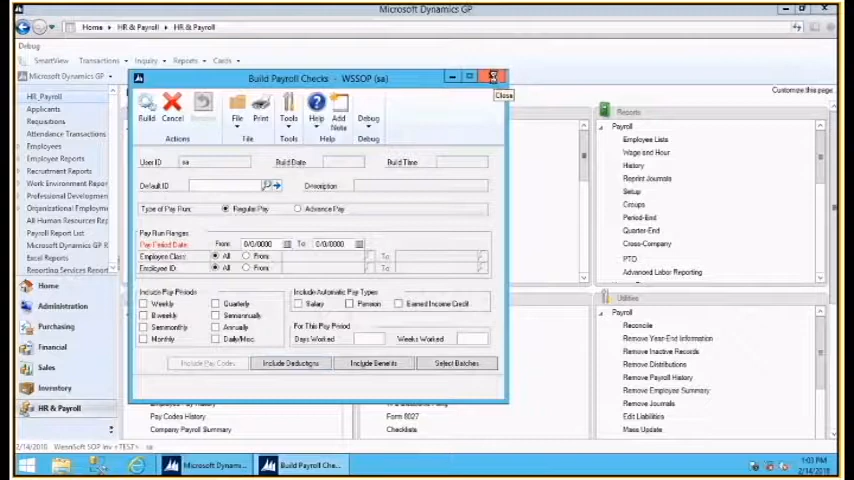 Microsoft Dynamics GP
Home HR & Payroll HR & Payroll
Debug
SmartView Transactions Inquiry Reports Cards
Microsoft Dynamics GP
Customize this page
HR_Payroll
Applicants
Requisitions
Attendance Transactions
Employees
Employee Reports
Recruitment Reports
Work Environment Repor
Professional Developmen
Organizational Employme
All Human Resources Rep
Payroll Report List
Microsoft Dynamics GP R
Excel Reports
Reporting Services Report
Home
Administration
Purchasing
Financial
Sales
Inventory
HR & Payroll
Build Payroll Checks - WSSOP (sa)
Close
Build Cancel File Print Tools Help Add Note Debug
Actions File Tools Help Debug
User ID sa Build Date Build Time
Default ID Description
Type of Pay Run: Regular Pay Advance Pay
Pay Run Ranges:
Pay Period Date: From: 0/0/0000 To 0/0/0000
Employee Class: All From: To
Employee ID: All From: To
Include Pay Periods
Weekly Quarterly
Biweekly Semiannually
Semimonthly Annually
Monthly Daily/Misc.
Include Automatic Pay Types
Salary Pension Earned Income Credit
For This Pay Period
Days Worked Weeks Worked
Include Pay Codes Include Deductions Include Benefits Select Batches
Pay Codes History
Company Payroll Summary
Form 8027
Checklists
Reports
Payroll
Employee Lists
Wage and Hour
History
Reprint Journals
Setup
Groups
Period-End
Quarter-End
Cross-Company
PTO
Advanced Labor Reporting
Utilities
Payroll
Reconcile
Remove Year-End Information
Remove Inactive Records
Remove Distributions
Remove Payroll History
Remove Employee Summary
Remove Journals
Edit Liabilities
Mass Update
2/14/2018 WennSoft SOP Inv <TEST> sa
Microsoft Dynami... Build Payroll Che...
1:03 PM
2/14/2018